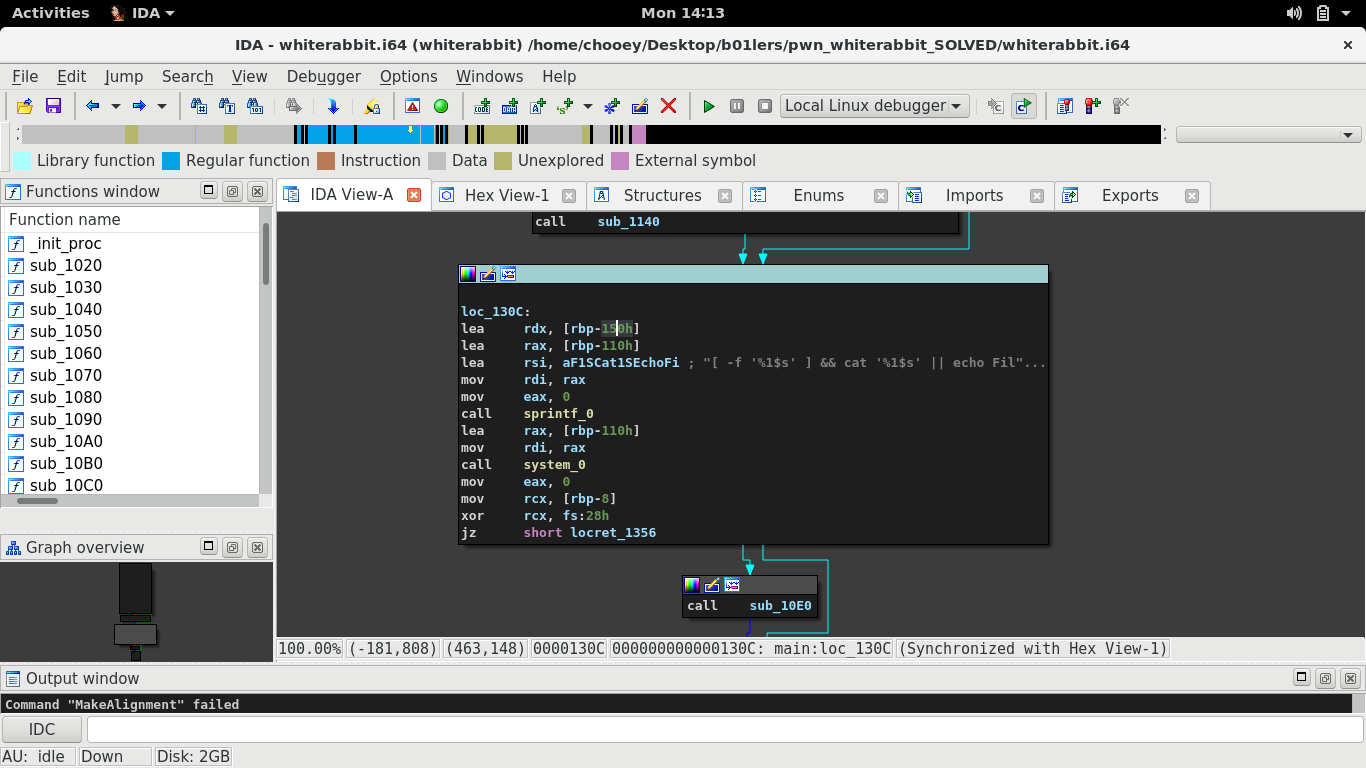 Activities IDA Mon 14:13
IDA - whiterabbit.i64 (whiterabbit) /home/chooey/Desktop/b01lers/pwn_whiterabbit_SOLVED/whiterabbit.i64
File Edit Jump Search View Debugger Options Windows Help
Local Linux debugger
Library function Regular function Instruction Data Unexplored External symbol
Functions window
Function name
_init_proc
sub_1020
sub_1030
sub_1040
sub_1050
sub_1060
sub_1070
sub_1080
sub_1090
sub_10A0
sub_10B0
sub_10C0
Graph overview
IDA View-A Hex View-1 Structures Enums Imports Exports
call sub_1140
loc_130C:
lea rdx, [rbp-150h]
lea rax, [rbp-110h]
lea rsi, aF1SCat1SEchoFi ; "[ -f '%1$s' ] && cat '%1$s' || echo Fil"...
mov rdi, rax
mov eax, 0
call sprintf_0
lea rax, [rbp-110h]
mov rdi, rax
call system_0
mov eax, 0
mov rcx, [rbp-8]
xor rcx, fs:28h
jz short locret_1356
call sub_10E0
100.00% (-181,808) (463,148) 0000130C 000000000000130C: main:loc_130C (Synchronized with Hex View-1)
Output window
Command "MakeAlignment" failed
IDC
AU: idle Down Disk: 2GB